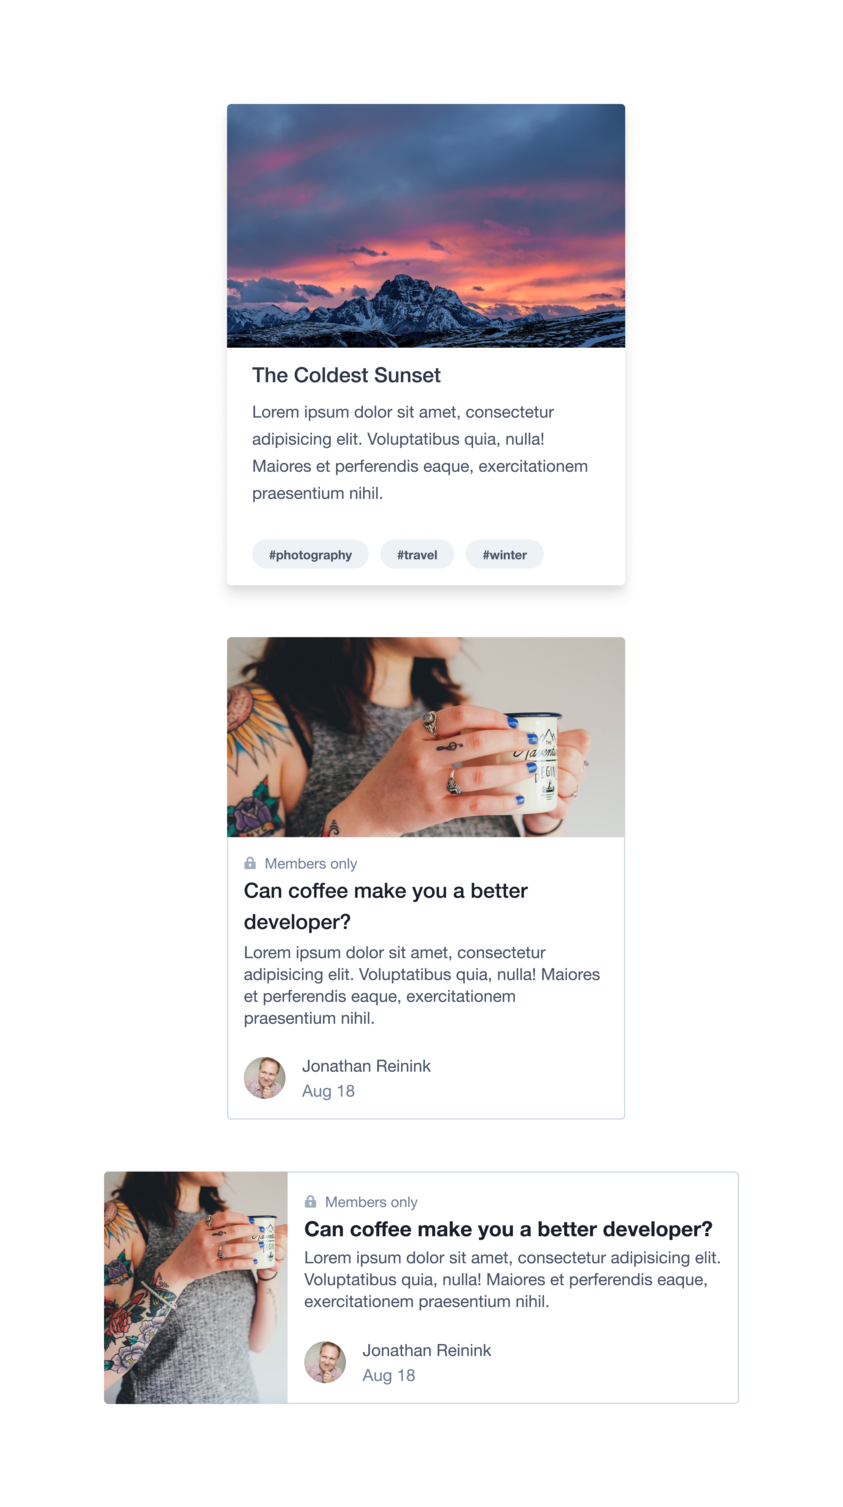 The Coldest Sunset
Lorem ipsum dolor sit amet, consectetur
adipisicing elit. Voluptatibus quia, nulla!
Maiores et perferendis eaque, exercitationem
praesentium nihil.
#photography #travel #winter
THE
BEGIN
Members only
Can coffee make you a better
developer?
Lorem ipsum dolor sit amet, consectetur
adipisicing elit. Voluptatibus quia, nulla! Maiores
et perferendis eaque, exercitationem
praesentium nihil.
Jonathan Reinink
Aug 18
Members only
Can coffee make you a better developer?
Lorem ipsum dolor sit amet, consectetur adipisicing elit.
Voluptatibus quia, nulla! Maiores et perferendis eaque,
exercitationem praesentium nihil.
Jonathan Reinink
Aug 18